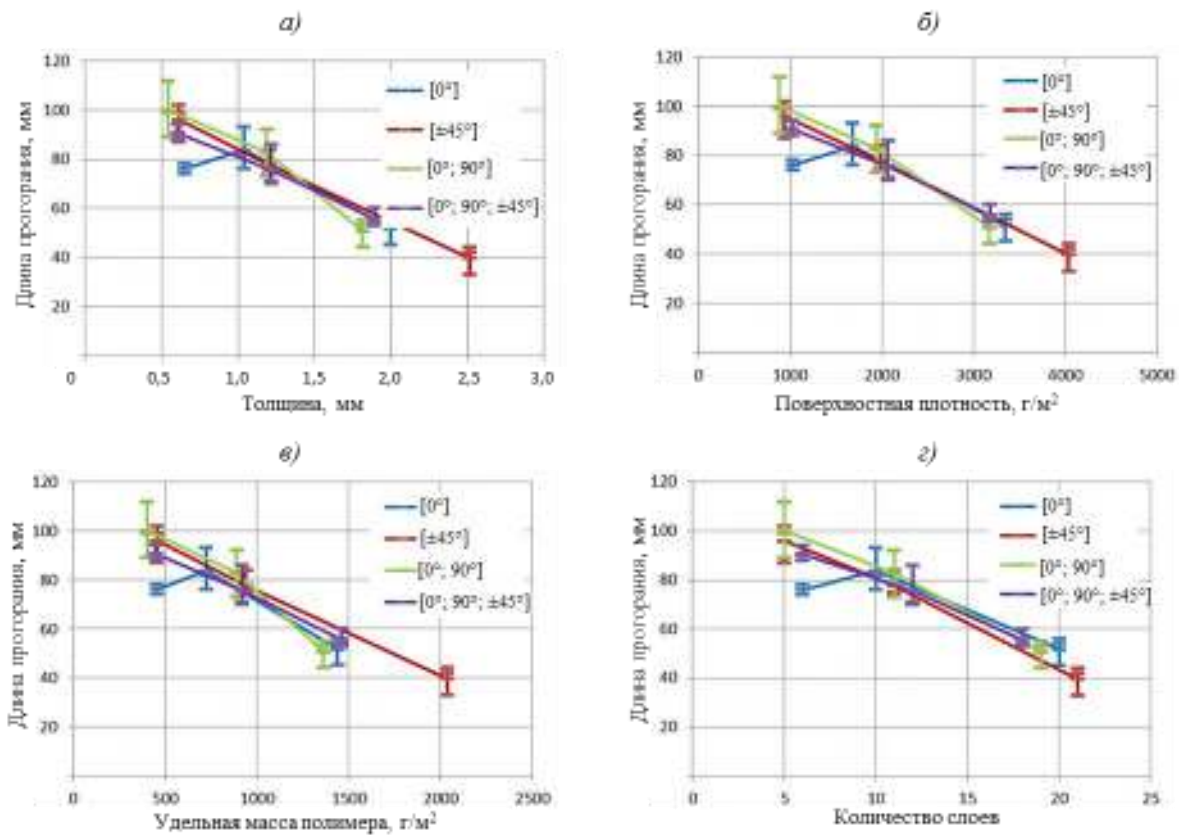 а)
Длина прогорания, мм
120
100
80
60
40
20
0 0,5 1,0 1,5 2,0 2,5 3,0
Толщина, мм
[0°]
[±45°]
[0°; 90°]
[0°; 90°; ±45°]
б)
Длина прогорания, мм
120
100
80
60
40
20
0 1000 2000 3000 4000 5000
Поверхностная плотность, г/м²
[0°]
[±45°]
[0°; 90°]
[0°; 90°; ±45°]
в)
Длина прогорания, мм
120
100
80
60
40
20
0 500 1000 1500 2000 2500
Удельная масса полимера, г/м²
[0°]
[±45°]
[0°; 90°]
[0°; 90°; ±45°]
г)
Длина прогорания, мм
120
100
80
60
40
20
0 5 10 15 20 25
Количество слоев
[0°]
[±45°]
[0°; 90°]
[0°; 90°; ±45°]